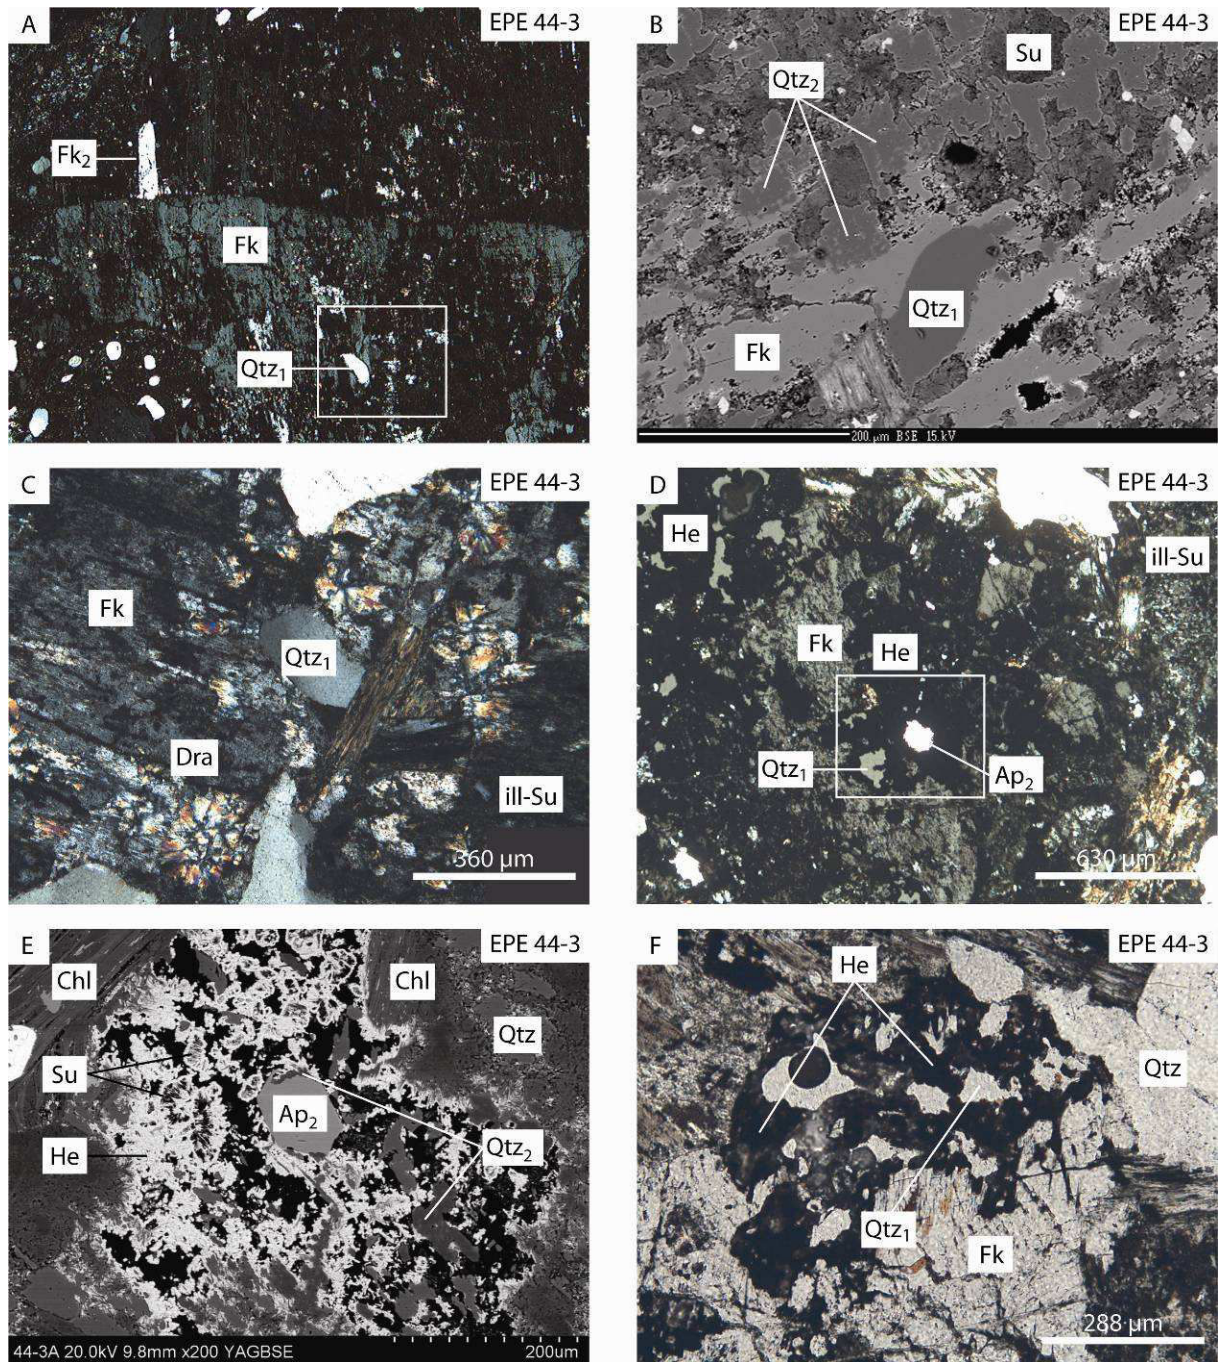 A
EPE 44-3
Fk₂
Fk
Qtz₁
B
EPE 44-3
Su
Qtz₂
Qtz₁
Fk
200.µm BSE 15.kV
C
EPE 44-3
Fk
Qtz₁
Dra
ill-Su
360 µm
D
EPE 44-3
He
ill-Su
Fk
He
Qtz₁
Ap₂
630 µm
E
EPE 44-3
Chl
Chl
Qtz
Su
Ap₂
He
Qtz₂
44-3A 20.0kV 9.8mm x200 YAGBSE
200um
F
EPE 44-3
He
Qtz
Qtz₁
Fk
288 µm